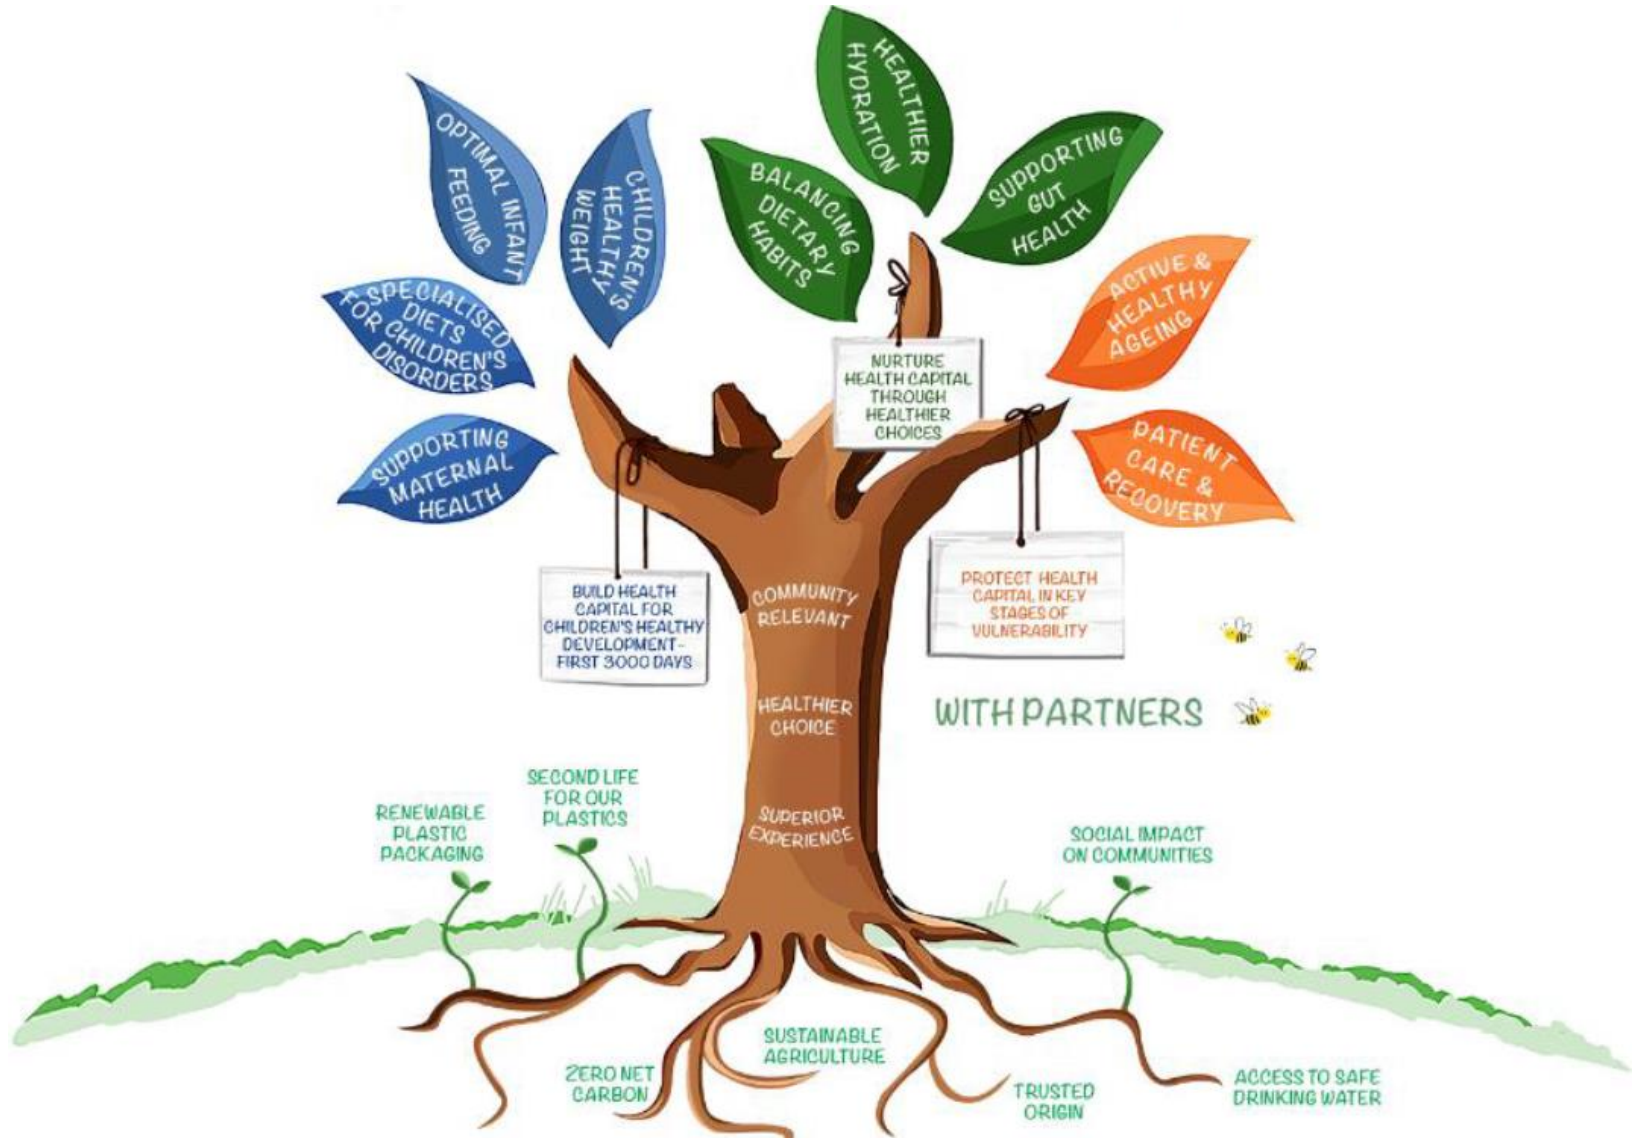 OPTIMAL INFANT
FEEDING
CHILDREN'S
HEALTHY
WEIGHT
SPECIALISED
DIETS
FOR CHILDREN'S
DISORDERS
SUPPORTING
MATERNAL
HEALTH
BALANCING
DIETARY
HABITS
HEALTHIER
HYDRATION
SUPPORTING
GUT
HEALTH
ACTIVE &
HEALTHY
AGEING
PATIENT
CARE &
RECOVERY
NURTURE
HEALTH CAPITAL
THROUGH
HEALTHIER
CHOICES
BUILD HEALTH
CAPITAL FOR
CHILDREN'S HEALTHY
DEVELOPMENT-
FIRST 3000 DAYS
PROTECT HEALTH
CAPITAL IN KEY
STAGES OF
VULNERABILITY
COMMUNITY
RELEVANT
HEALTHIER
CHOICE
SUPERIOR
EXPERIENCE
WITH PARTNERS
RENEWABLE
PLASTIC
PACKAGING
SECOND LIFE
FOR OUR
PLASTICS
SOCIAL IMPACT
ON COMMUNITIES
ZERO NET
CARBON
SUSTAINABLE
AGRICULTURE
TRUSTED
ORIGIN
ACCESS TO SAFE
DRINKING WATER